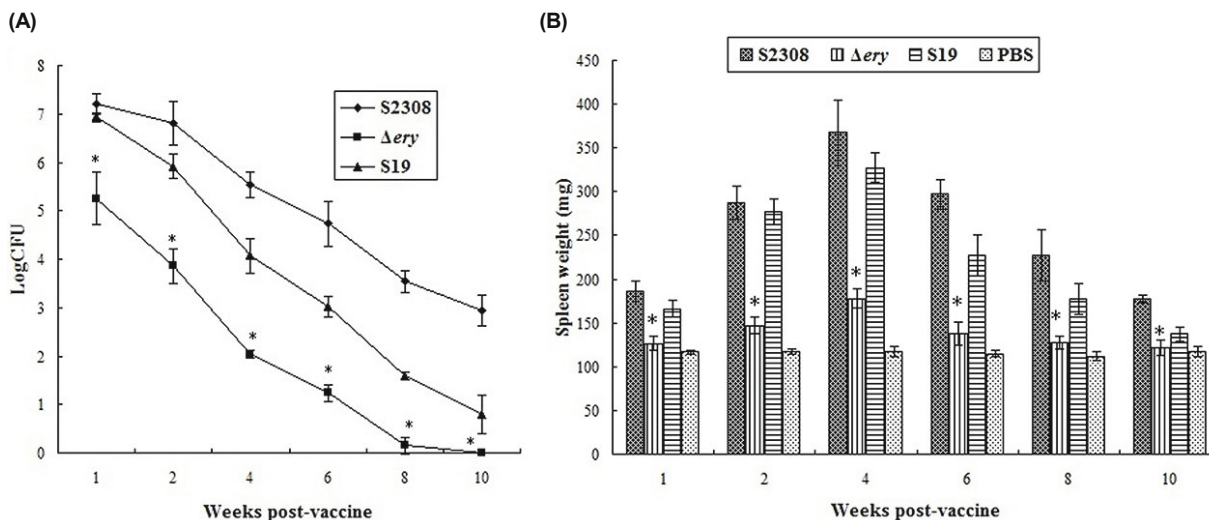 (A)
8
7
6
5
4
3
2
1
0
LogCFU
S2308
Δery
S19
*
*
*
*
*
*
1 2 4 6 8 10
Weeks post-vaccine
(B)
S2308 Δery S19 PBS
450
400
350
300
250
200
150
100
50
0
Spleen weight (mg)
*
*
*
*
*
*
1 2 4 6 8 10
Weeks post-vaccine